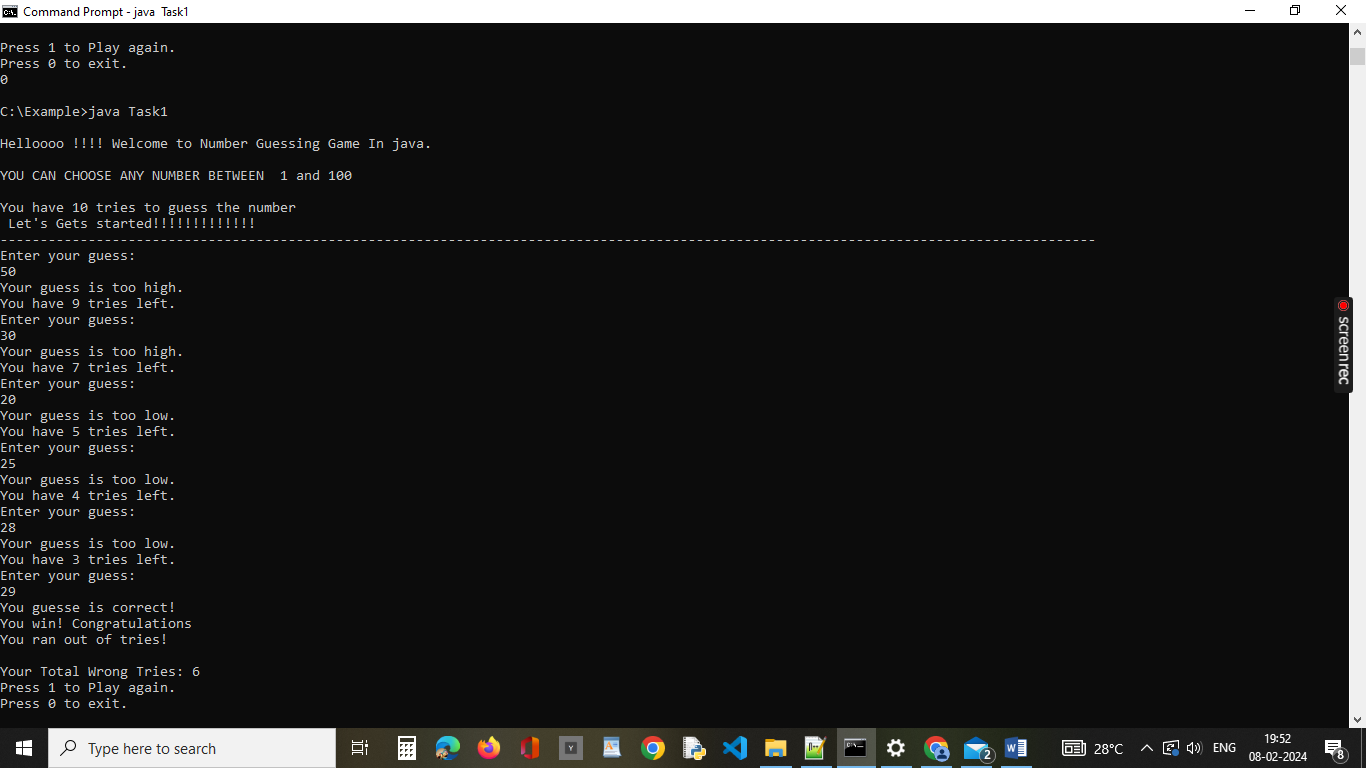 Command Prompt - java  Task1
Press 1 to Play again.
Press 0 to exit.
0
C:\Example>java Task1
Helloooo !!!! Welcome to Number Guessing Game In java.
YOU CAN CHOOSE ANY NUMBER BETWEEN  1 and 100
You have 10 tries to guess the number
 Let's Gets started!!!!!!!!!!!!!
-----------------------------------------------------------------------------------------------------------------------------------------
Enter your guess:
50
Your guess is too high.
You have 9 tries left.
Enter your guess:
30
Your guess is too high.
You have 7 tries left.
Enter your guess:
20
Your guess is too low.
You have 5 tries left.
Enter your guess:
25
Your guess is too low.
You have 4 tries left.
Enter your guess:
28
Your guess is too low.
You have 3 tries left.
Enter your guess:
29
You guesse is correct!
You win! Congratulations
You ran out of tries!
Your Total Wrong Tries: 6
Press 1 to Play again.
Press 0 to exit.
screenrec
Type here to search
28°C
ENG
19:52
08-02-2024
2
8